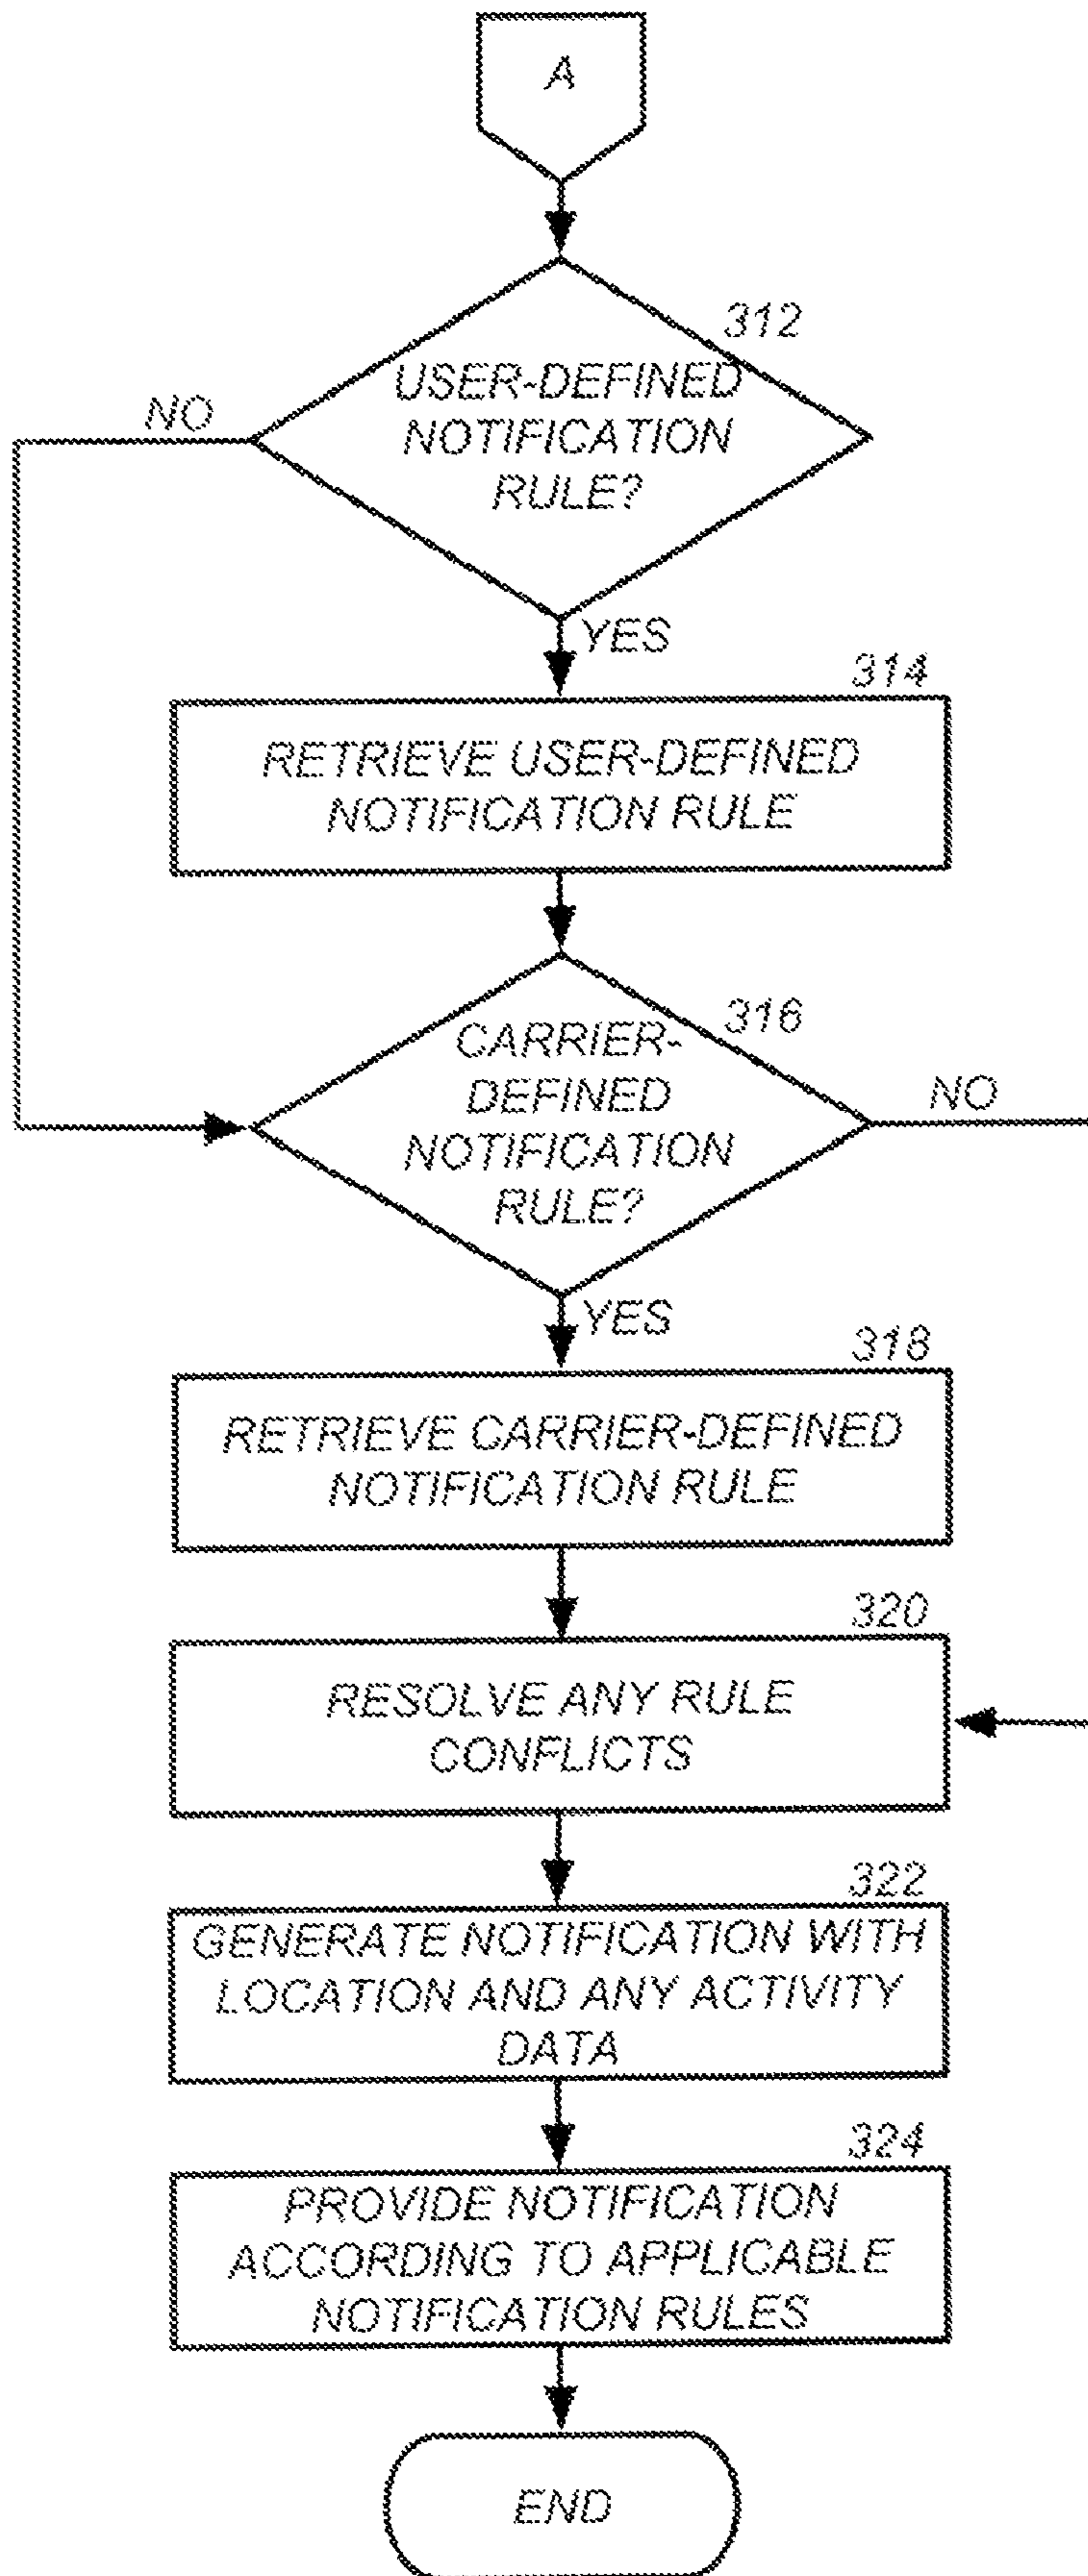 A
312
USER-DEFINED
NOTIFICATION
RULE?
NO
YES
314
RETRIEVE USER-DEFINED
NOTIFICATION RULE
316
CARRIER-
DEFINED
NOTIFICATION
RULE?
NO
YES
318
RETRIEVE CARRIER-DEFINED
NOTIFICATION RULE
320
RESOLVE ANY RULE
CONFLICTS
322
GENERATE NOTIFICATION WITH
LOCATION AND ANY ACTIVITY
DATA
324
PROVIDE NOTIFICATION
ACCORDING TO APPLICABLE
NOTIFICATION RULES
END